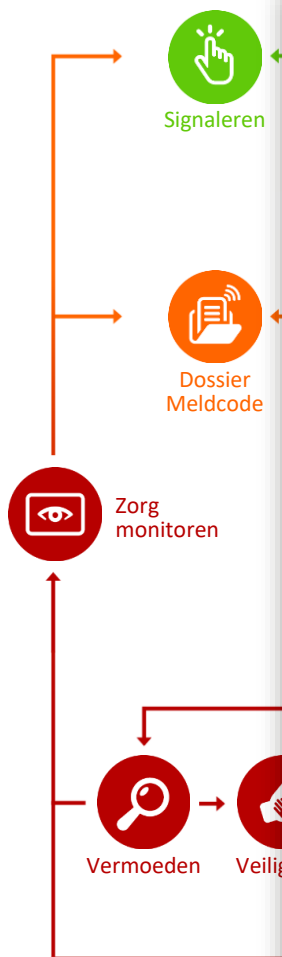 Signaleren
Dossier
Meldcode
Zorg
monitoren
Vermoeden